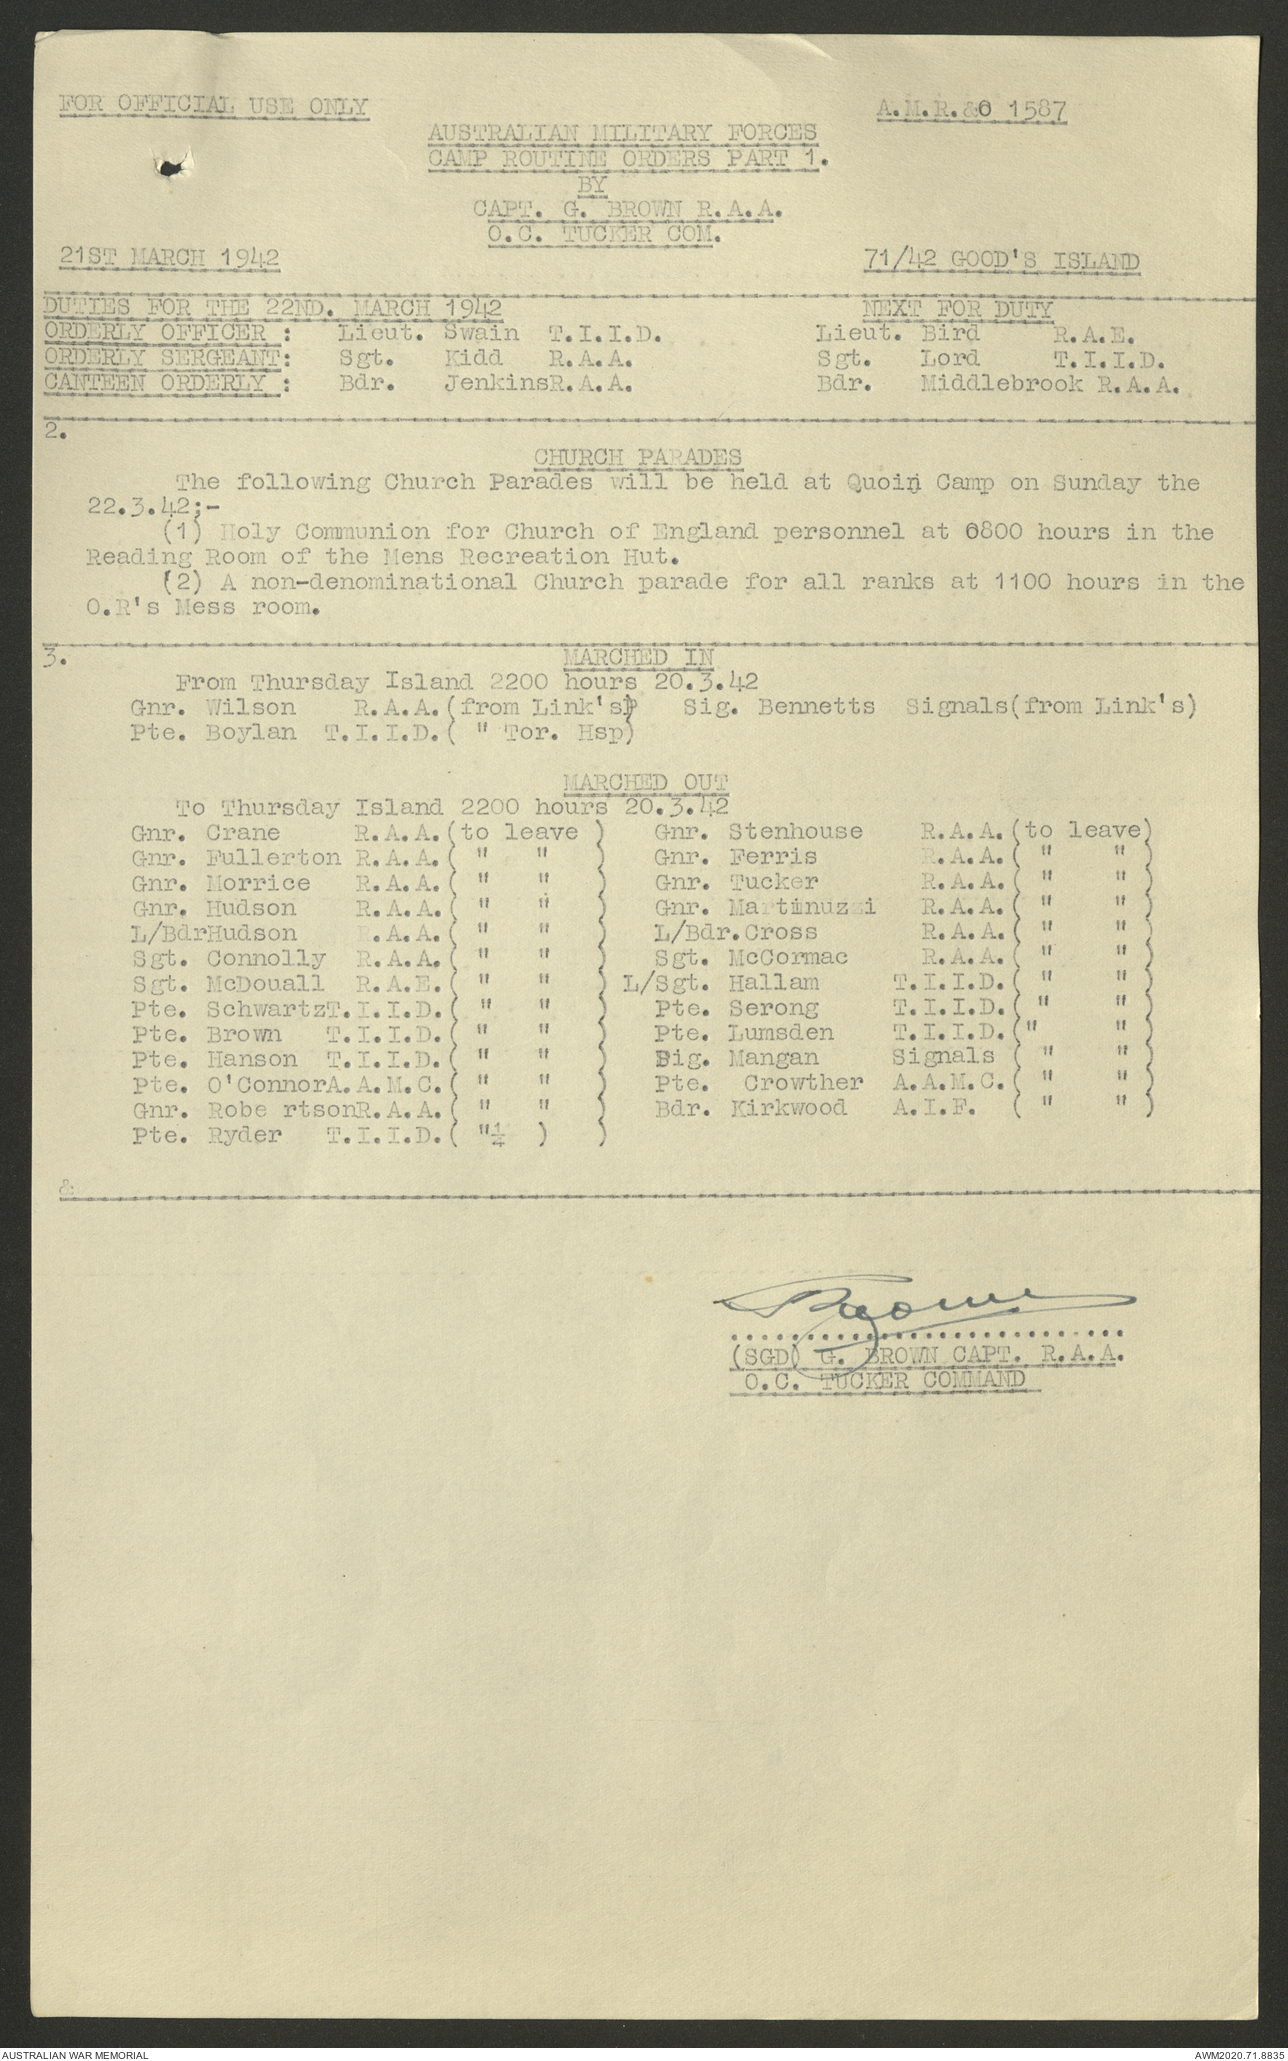 FOR OFFICIAL USE ONLY A.M.R.&O 1587
AUSTRALIAN MILITARY FORCES
CAMP ROUTINE ORDERS PART 1.
BY
CAPT. G. BROWN R.A.A.
O.C. TUCKER COM.
21ST MARCH 1942 71/42 GOOD'S ISLAND
DUTIES FOR THE 22ND. MARCH 1942 NEXT FOR DUTY
ORDERLY OFFICER : Lieut. Swain T.I.I.D. Lieut. Bird R.A.E.
ORDERLY SERGEANT: Sgt. Kidd R.A.A. Sgt. Lord T.I.I.D.
CANTEEN ORDERLY : Bdr. JenkinsR.A.A. Bdr. Middlebrook R.A.A.
2.
CHURCH PARADES
The following Church Parades will be held at Quoin Camp on Sunday the
22.3.42;-
(1) Holy Communion for Church of England personnel at 0800 hours in the
Reading Room of the Mens Recreation Hut.
(2) A non-denominational Church parade for all ranks at 1100 hours in the
O.R's Mess room.
3. MARCHED IN
From Thursday Island 2200 hours 20.3.42
Gnr. Wilson R.A.A.(from Link's) Sig. Bennetts Signals(from Link's)
Pte. Boylan T.I.I.D.( " Tor. Hsp)
MARCHED OUT
To Thursday Island 2200 hours 20.3.42
Gnr. Crane R.A.A.(to leave ) Gnr. Stenhouse R.A.A.(to leave)
Gnr. Fullerton R.A.A.( " " ) Gnr. Ferris R.A.A.( " " )
Gnr. Morrice R.A.A.( " " ) Gnr. Tucker R.A.A.( " " )
Gnr. Hudson R.A.A.( " " ) Gnr. Martinuzzi R.A.A.( " " )
L/BdrHudson R.A.A.( " " ) L/Bdr.Cross R.A.A.( " " )
Sgt. Connolly R.A.A.( " " ) Sgt. McCormac R.A.A.( " " )
Sgt. McDouall R.A.E.( " " ) L/Sgt. Hallam T.I.I.D.( " " )
Pte. SchwartzT.I.I.D.( " " ) Pte. Serong T.I.I.D.( " " )
Pte. Brown T.I.I.D.( " " ) Pte. Lumsden T.I.I.D.(" " )
Pte. Hanson T.I.I.D.( " " ) Sig. Mangan Signals ( " " )
Pte. O'ConnorA.A.M.C.( " " ) Pte. Crowther A.A.M.C.( " " )
Gnr. Robe rtsonR.A.A.( " " ) Bdr. Kirkwood A.I.F. ( " " )
Pte. Ryder T.I.I.D.( "¼ ) )
&
(SGD) G. BROWN CAPT. R.A.A.
O.C. TUCKER COMMAND
AUSTRALIAN WAR MEMORIAL AWM2020.71.8835